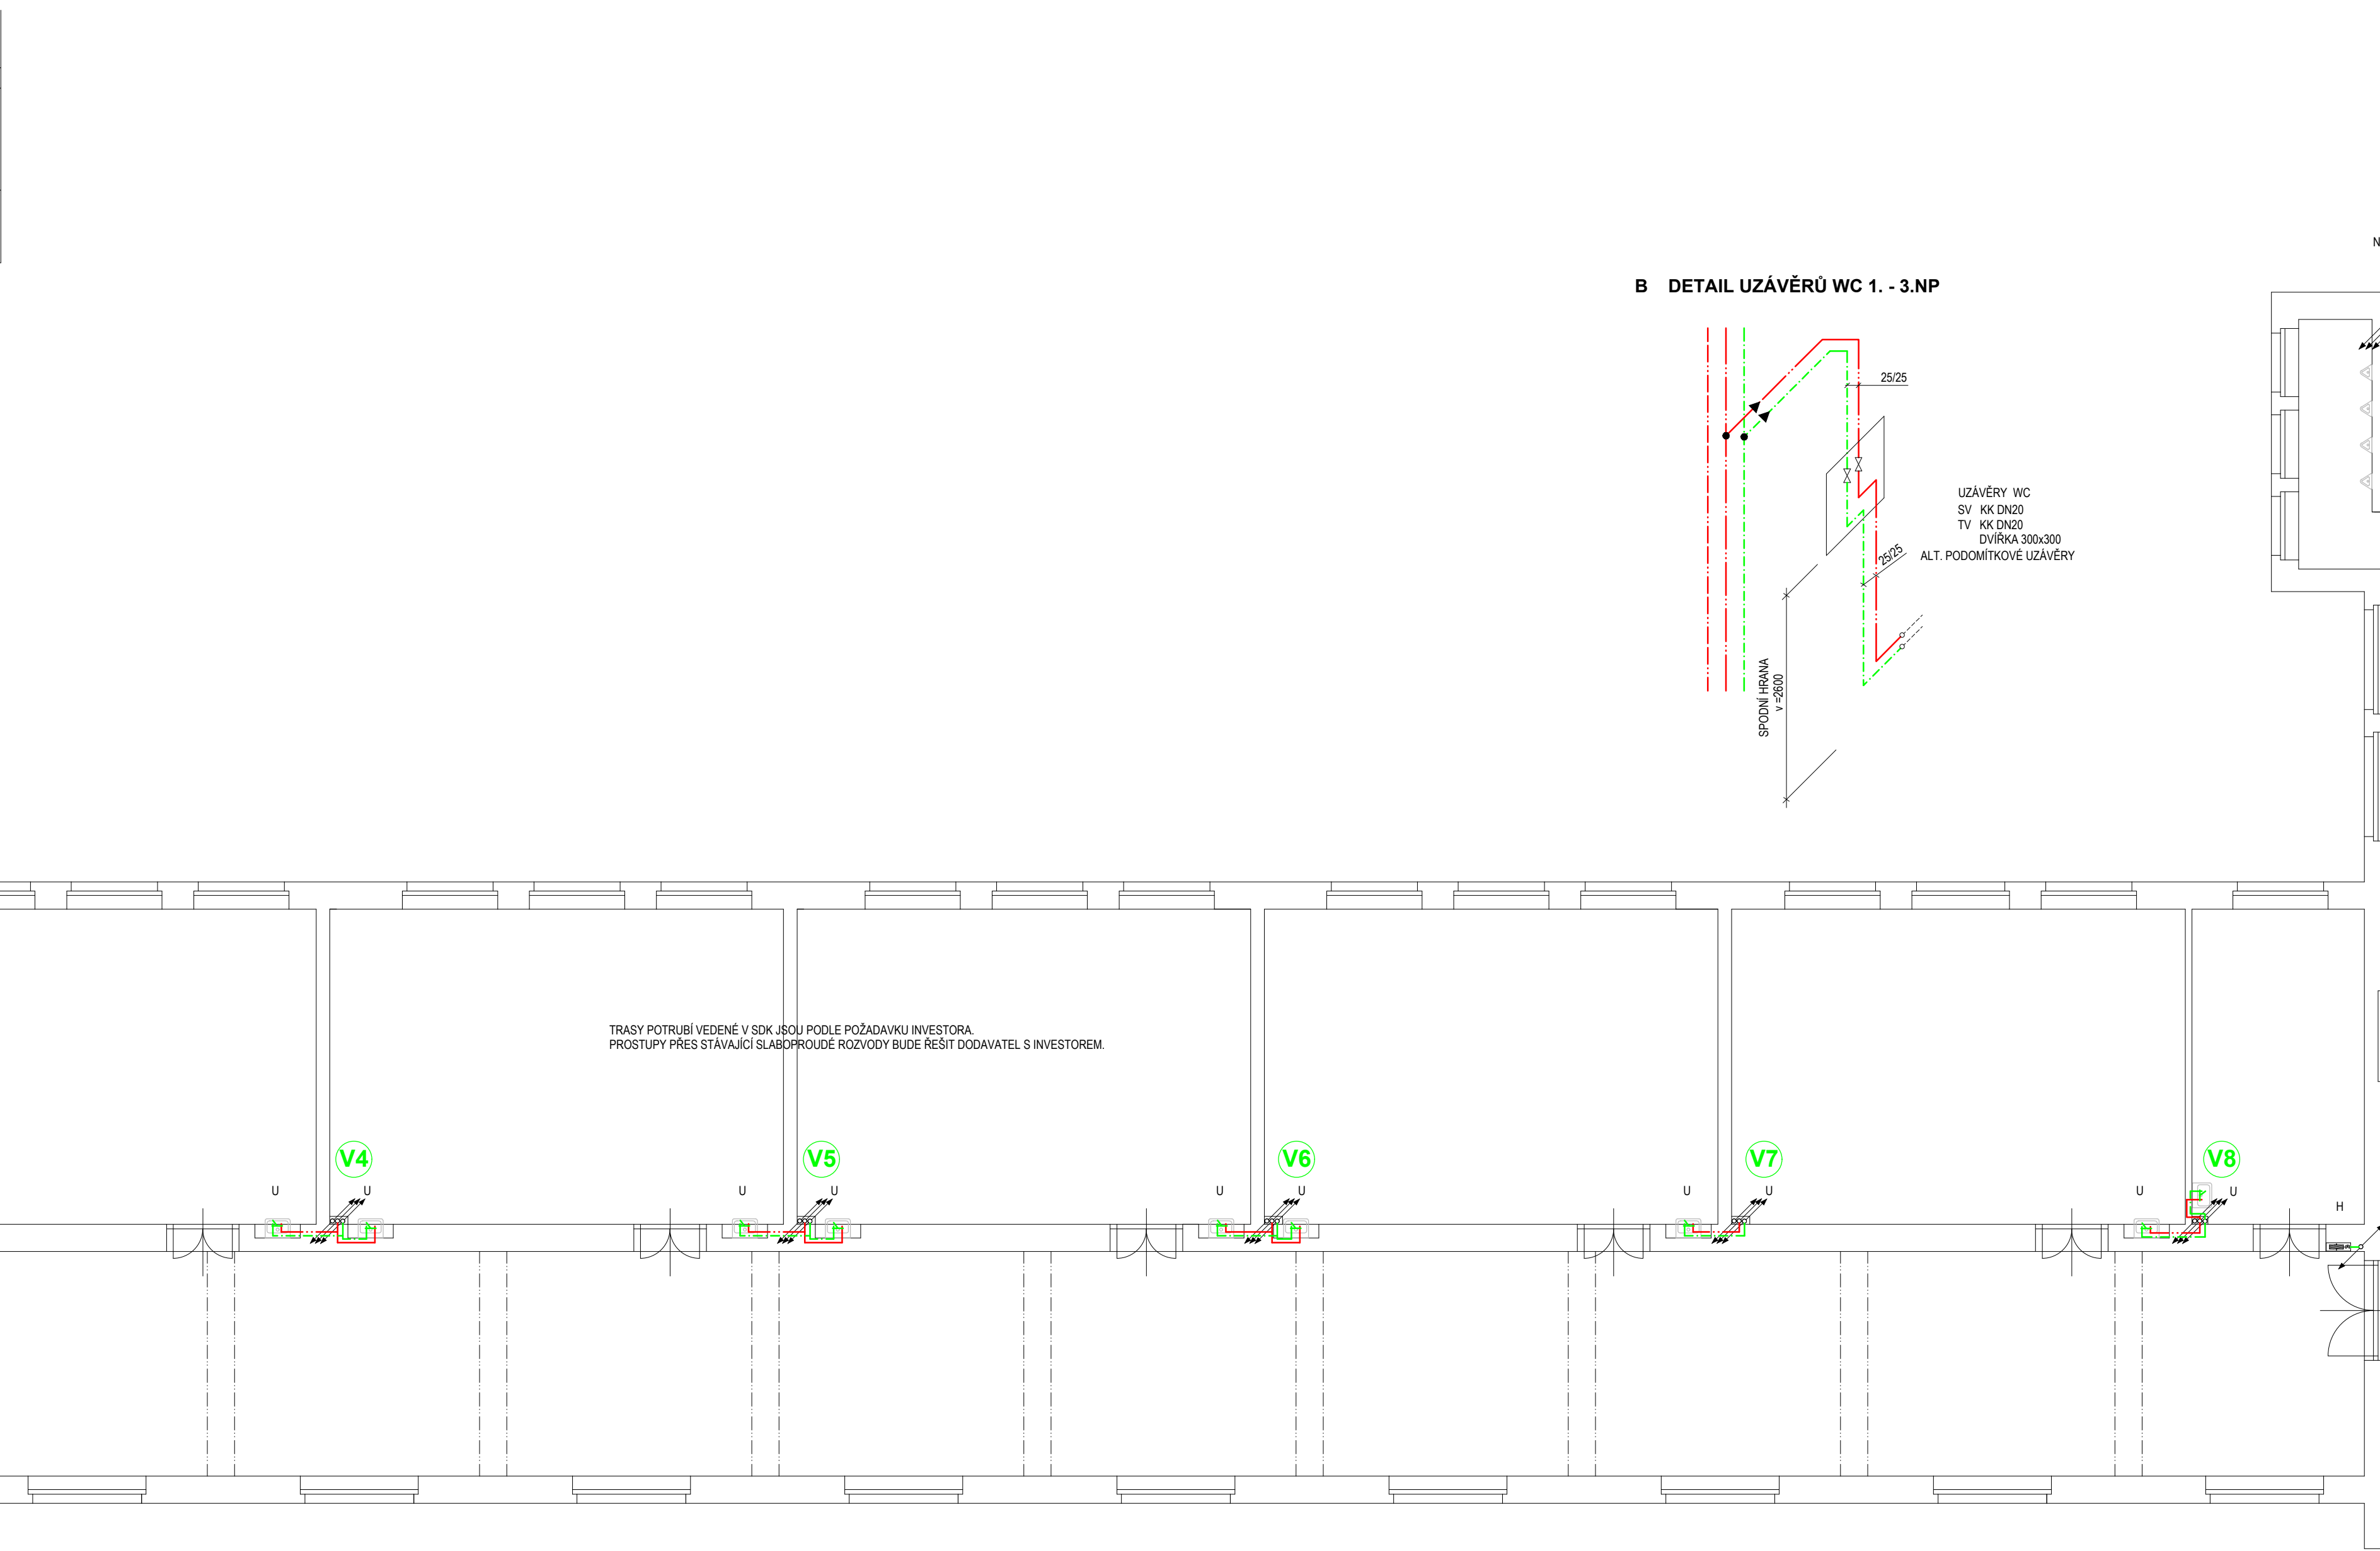 N
B DETAIL UZÁVĚRŮ WC 1. - 3.NP
25/25
UZÁVĚRY WC
SV KK DN20
TV KK DN20
DVÍŘKA 300x300
ALT. PODOMÍTKOVÉ UZÁVĚRY
25/25
SPODNÍ HRANA
v =2600
TRASY POTRUBÍ VEDENÉ V SDK JSOU PODLE POŽADAVKU INVESTORA.
PROSTUPY PŘES STÁVAJÍCÍ SLABOPROUDÉ ROZVODY BUDE ŘEŠIT DODAVATEL S INVESTOREM.
V4 V5 V6 V7 V8
U U U U U U U U U U
H